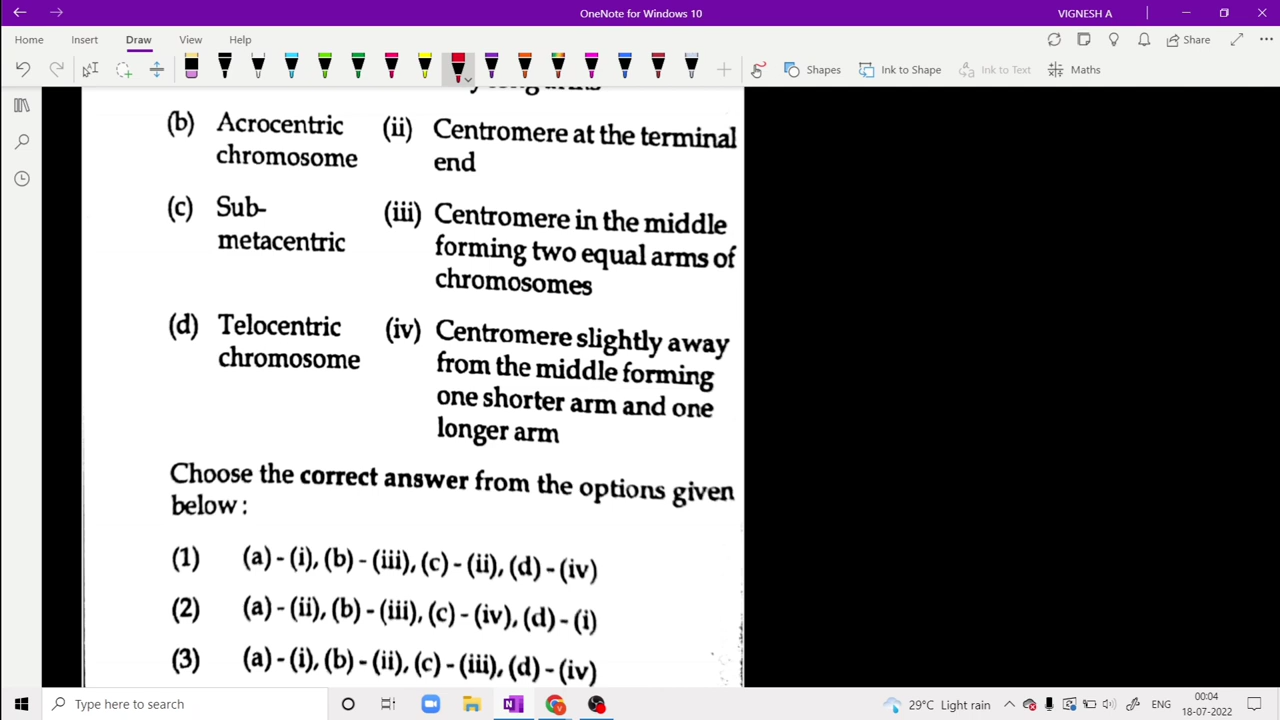 OneNote for Windows 10
VIGNESH A
Home Insert Draw View Help
Share
Shapes Ink to Shape Ink to Text Maths
(b) Acrocentric chromosome (ii) Centromere at the terminal end
(c) Sub-metacentric (iii) Centromere in the middle forming two equal arms of chromosomes
(d) Telocentric chromosome (iv) Centromere slightly away from the middle forming one shorter arm and one longer arm
Choose the correct answer from the options given
below :
(1) (a) - (i), (b) - (iii), (c) - (ii), (d) - (iv)
(2) (a) - (ii), (b) - (iii), (c) - (iv), (d) - (i)
(3) (a) - (i), (b) - (ii), (c) - (iii), (d) - (iv)
Type here to search
29°C Light rain
ENG
00:04
18-07-2022